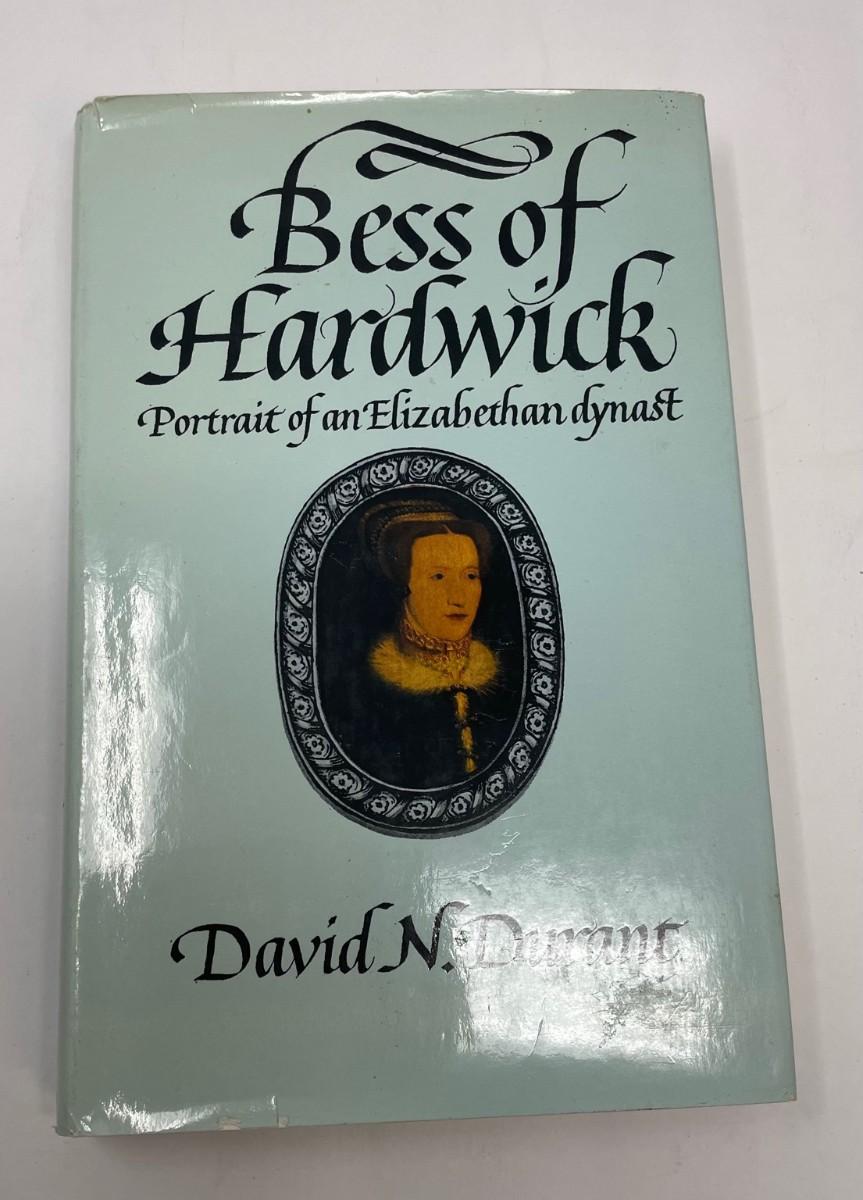 Bess of
Hardwick
Portrait of an Elizabethan dynast
David N. Durant